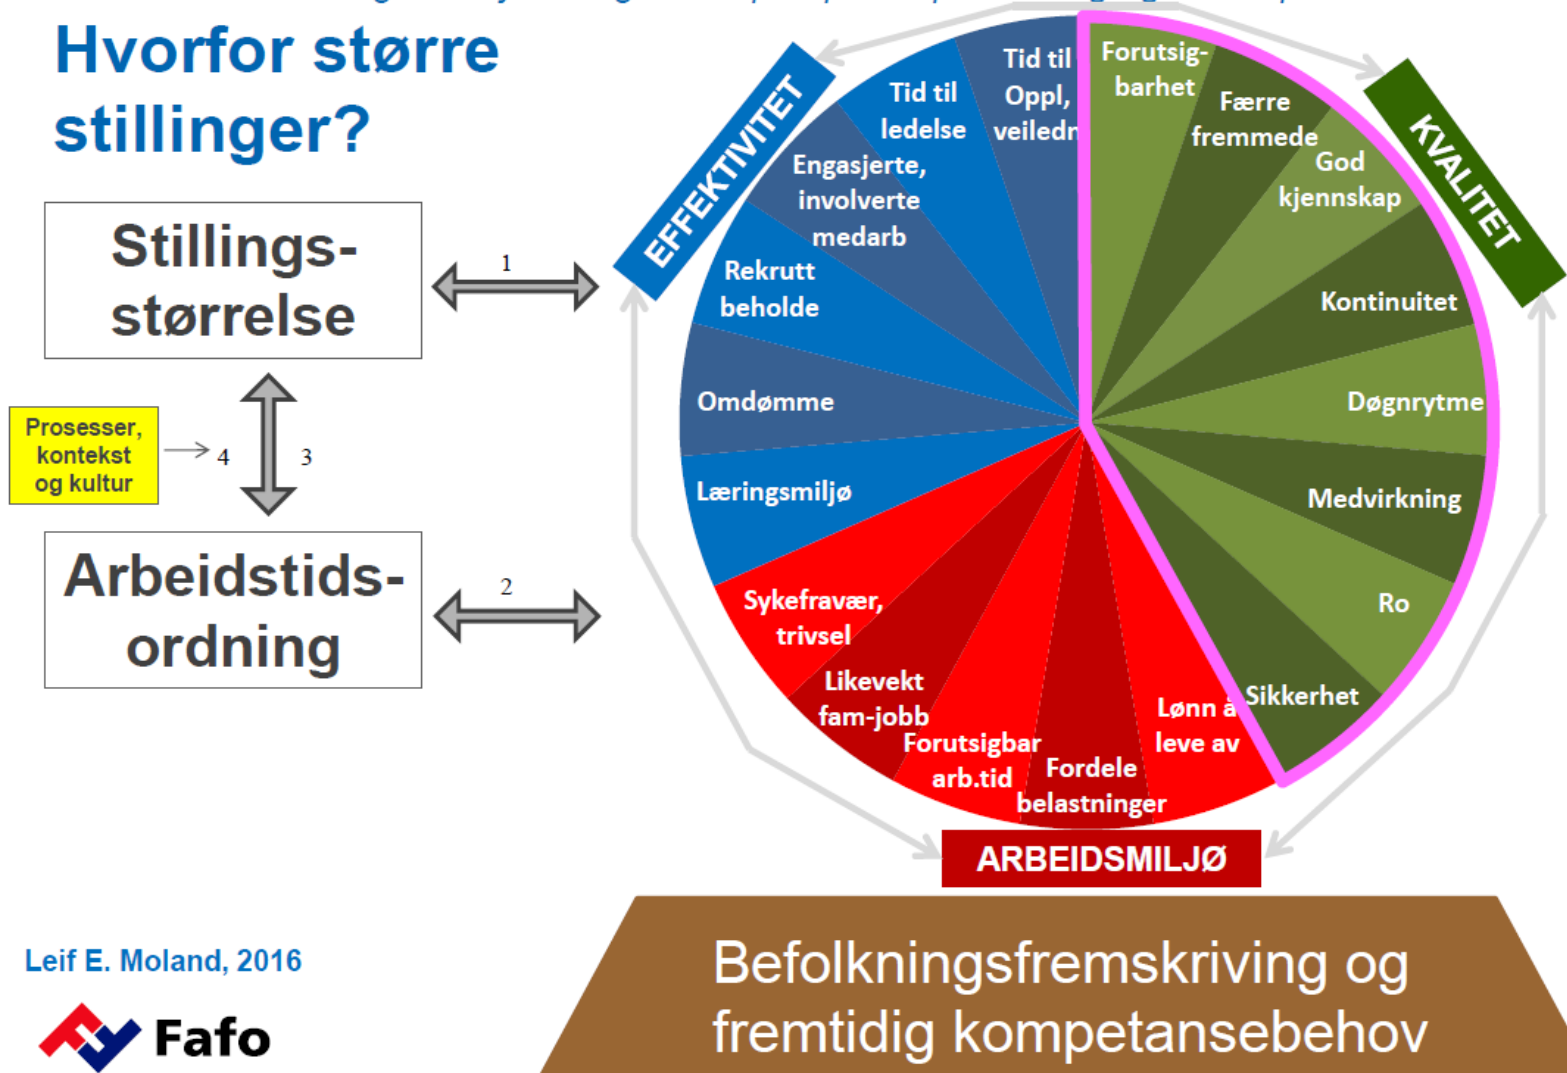 Hvorfor større
stillinger?
Stillings-
størrelse
1
Prosesser,
kontekst
og kultur
4
3
Arbeidstids-
ordning
2
EFFEKTIVITET
KVALITET
ARBEIDSMILJØ
Tid til
Oppl,
veiledn
Forutsig-
barhet
Færre
fremmede
God
kjennskap
Kontinuitet
Døgnrytme
Medvirkning
Ro
Sikkerhet
Lønn å
leve av
Fordele
belastninger
Forutsigbar
arb.tid
Likevekt
fam-jobb
Sykefravær,
trivsel
Læringsmiljø
Omdømme
Rekrutt
beholde
Engasjerte,
involverte
medarb
Tid til
ledelse
Befolkningsfremskriving og
fremtidig kompetansebehov
Leif E. Moland, 2016
Fafo